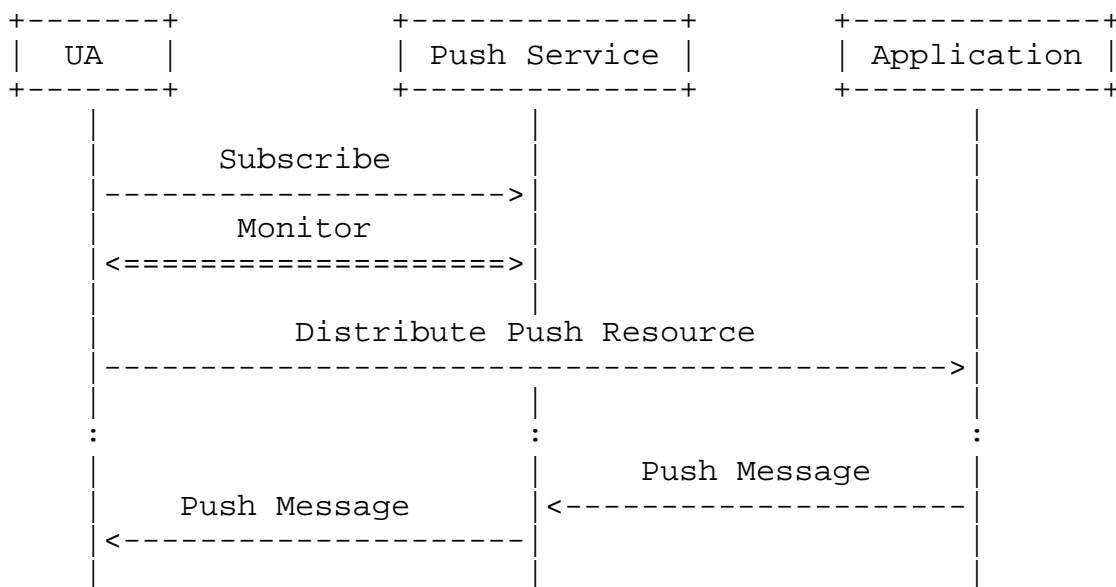 UA Push Service Application
Subscribe
Monitor
Distribute Push Resource
Push Message
Push Message